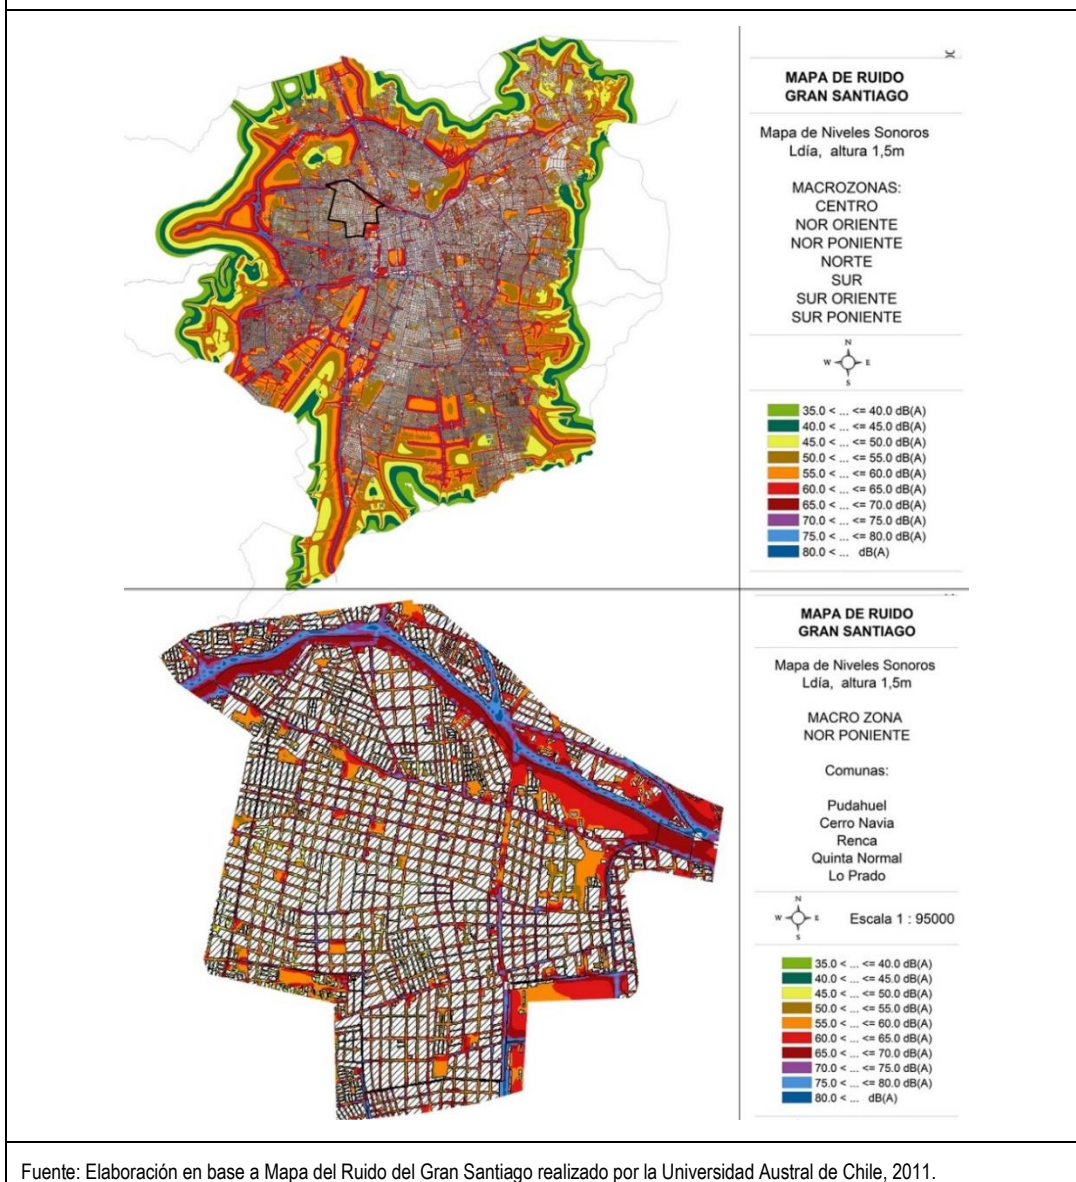 MAPA DE RUIDO
GRAN SANTIAGO
Mapa de Niveles Sonoros
Ldía, altura 1,5m
MACROZONAS:
CENTRO
NOR ORIENTE
NOR PONIENTE
NORTE
SUR
SUR ORIENTE
SUR PONIENTE
N
W E
S
35.0 < ... <= 40.0 dB(A)
40.0 < ... <= 45.0 dB(A)
45.0 < ... <= 50.0 dB(A)
50.0 < ... <= 55.0 dB(A)
55.0 < ... <= 60.0 dB(A)
60.0 < ... <= 65.0 dB(A)
65.0 < ... <= 70.0 dB(A)
70.0 < ... <= 75.0 dB(A)
75.0 < ... <= 80.0 dB(A)
80.0 < ... dB(A)
MAPA DE RUIDO
GRAN SANTIAGO
Mapa de Niveles Sonoros
Ldía, altura 1,5m
MACRO ZONA
NOR PONIENTE
Comunas:
Pudahuel
Cerro Navia
Renca
Quinta Normal
Lo Prado
N
W E Escala 1 : 95000
S
35.0 < ... <= 40.0 dB(A)
40.0 < ... <= 45.0 dB(A)
45.0 < ... <= 50.0 dB(A)
50.0 < ... <= 55.0 dB(A)
55.0 < ... <= 60.0 dB(A)
60.0 < ... <= 65.0 dB(A)
65.0 < ... <= 70.0 dB(A)
70.0 < ... <= 75.0 dB(A)
75.0 < ... <= 80.0 dB(A)
80.0 < ... dB(A)
Fuente: Elaboración en base a Mapa del Ruido del Gran Santiago realizado por la Universidad Austral de Chile, 2011.